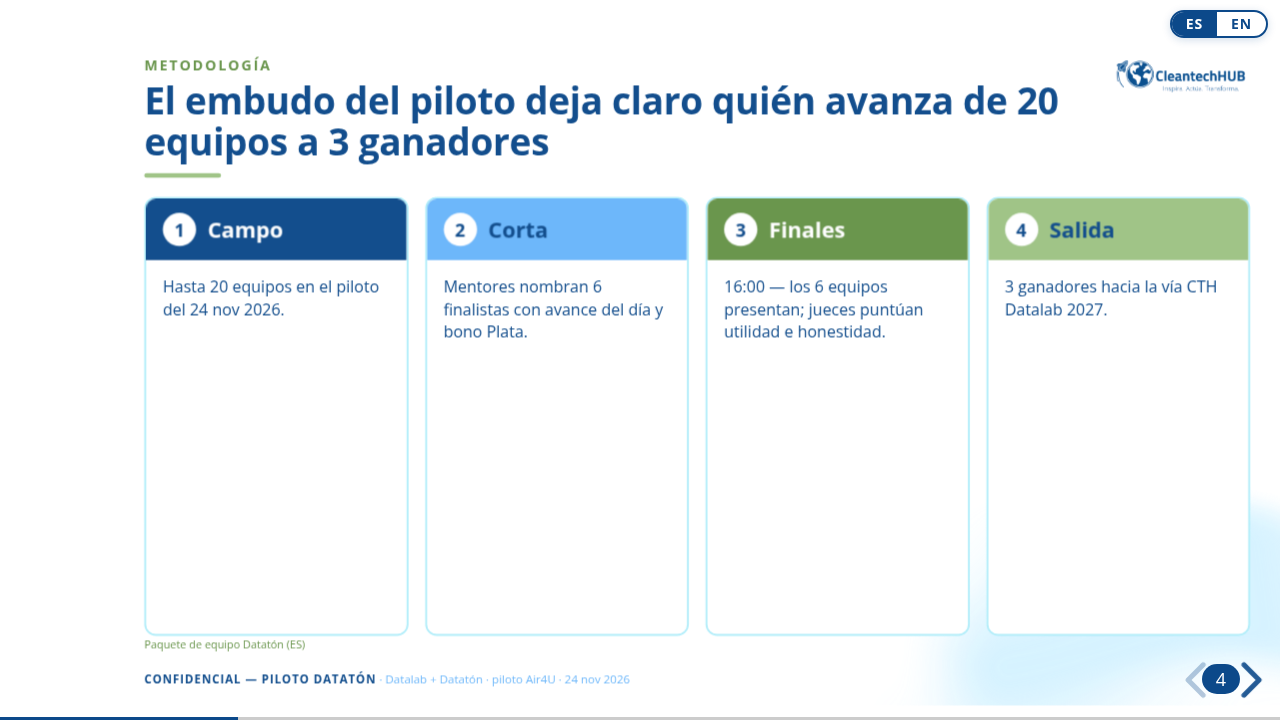 ES EN
METODOLOGÍA
CleantechHUB
Inspire. Actúa. Transforma.
El embudo del piloto deja claro quién avanza de 20
equipos a 3 ganadores
1 Campo
Hasta 20 equipos en el piloto
del 24 nov 2026.
2 Corta
Mentores nombran 6
finalistas con avance del día y
bono Plata.
3 Finales
16:00 — los 6 equipos
presentan; jueces puntúan
utilidad e honestidad.
4 Salida
3 ganadores hacia la vía CTH
Datalab 2027.
Paquete de equipo Datatón (ES)
CONFIDENCIAL — PILOTO DATATÓN · Datalab + Datatón · piloto Air4U · 24 nov 2026
4